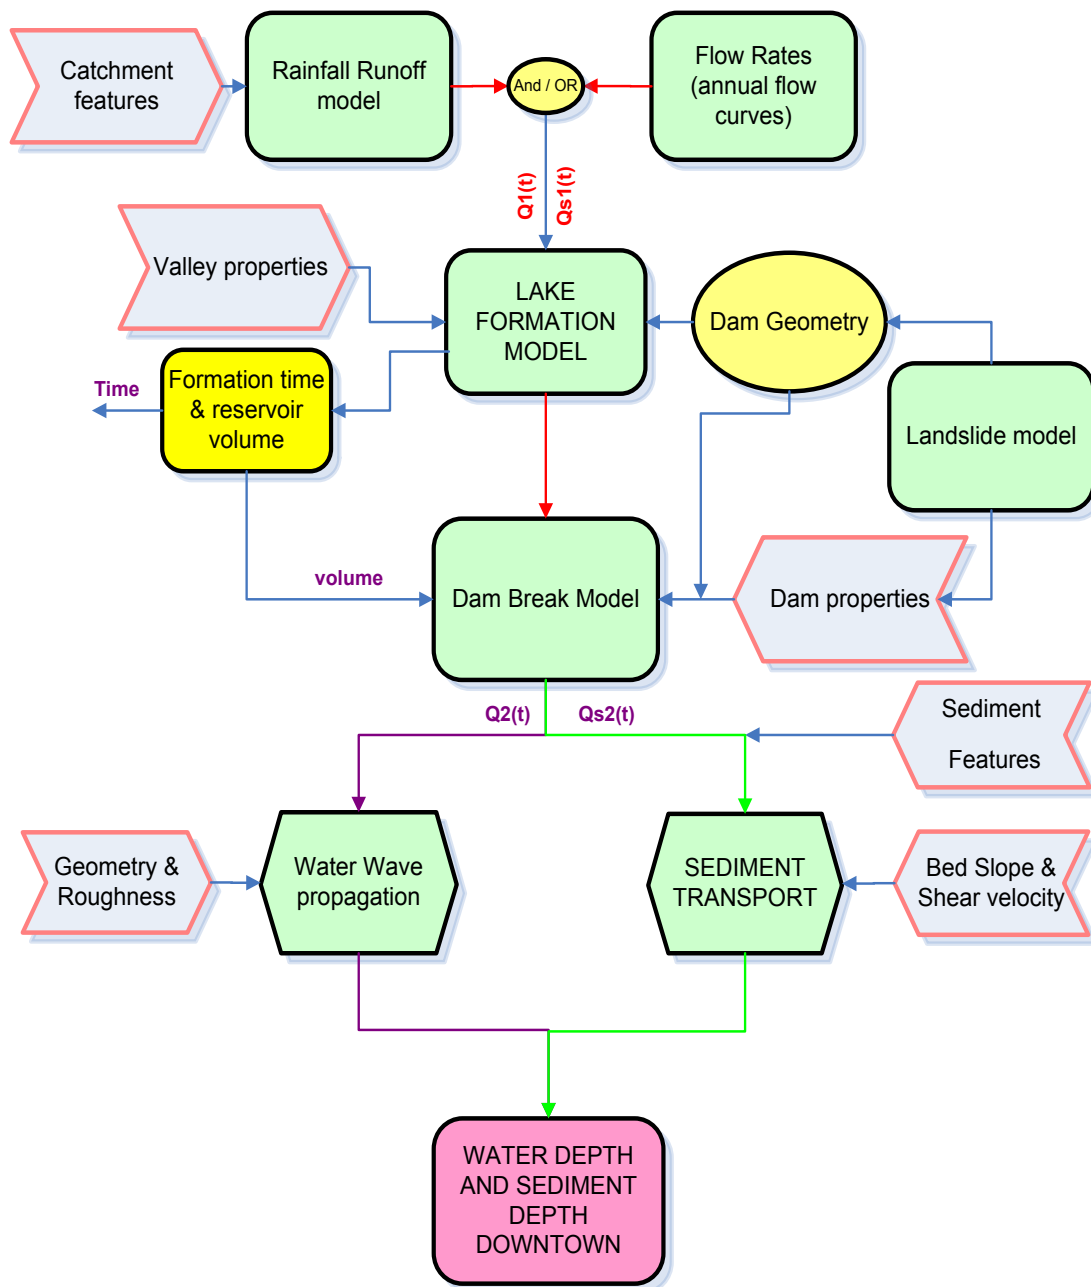 Catchment
features
Rainfall Runoff
model
And / OR
Flow Rates
(annual flow
curves)
Q1(t)
Qs1(t)
Valley properties
LAKE
FORMATION
MODEL
Dam Geometry
Landslide model
Time
Formation time
& reservoir
volume
volume
Dam Break Model
Dam properties
Q2(t)
Qs2(t)
Sediment
Features
Geometry &
Roughness
Water Wave
propagation
SEDIMENT
TRANSPORT
Bed Slope &
Shear velocity
WATER DEPTH
AND SEDIMENT
DEPTH
DOWNTOWN